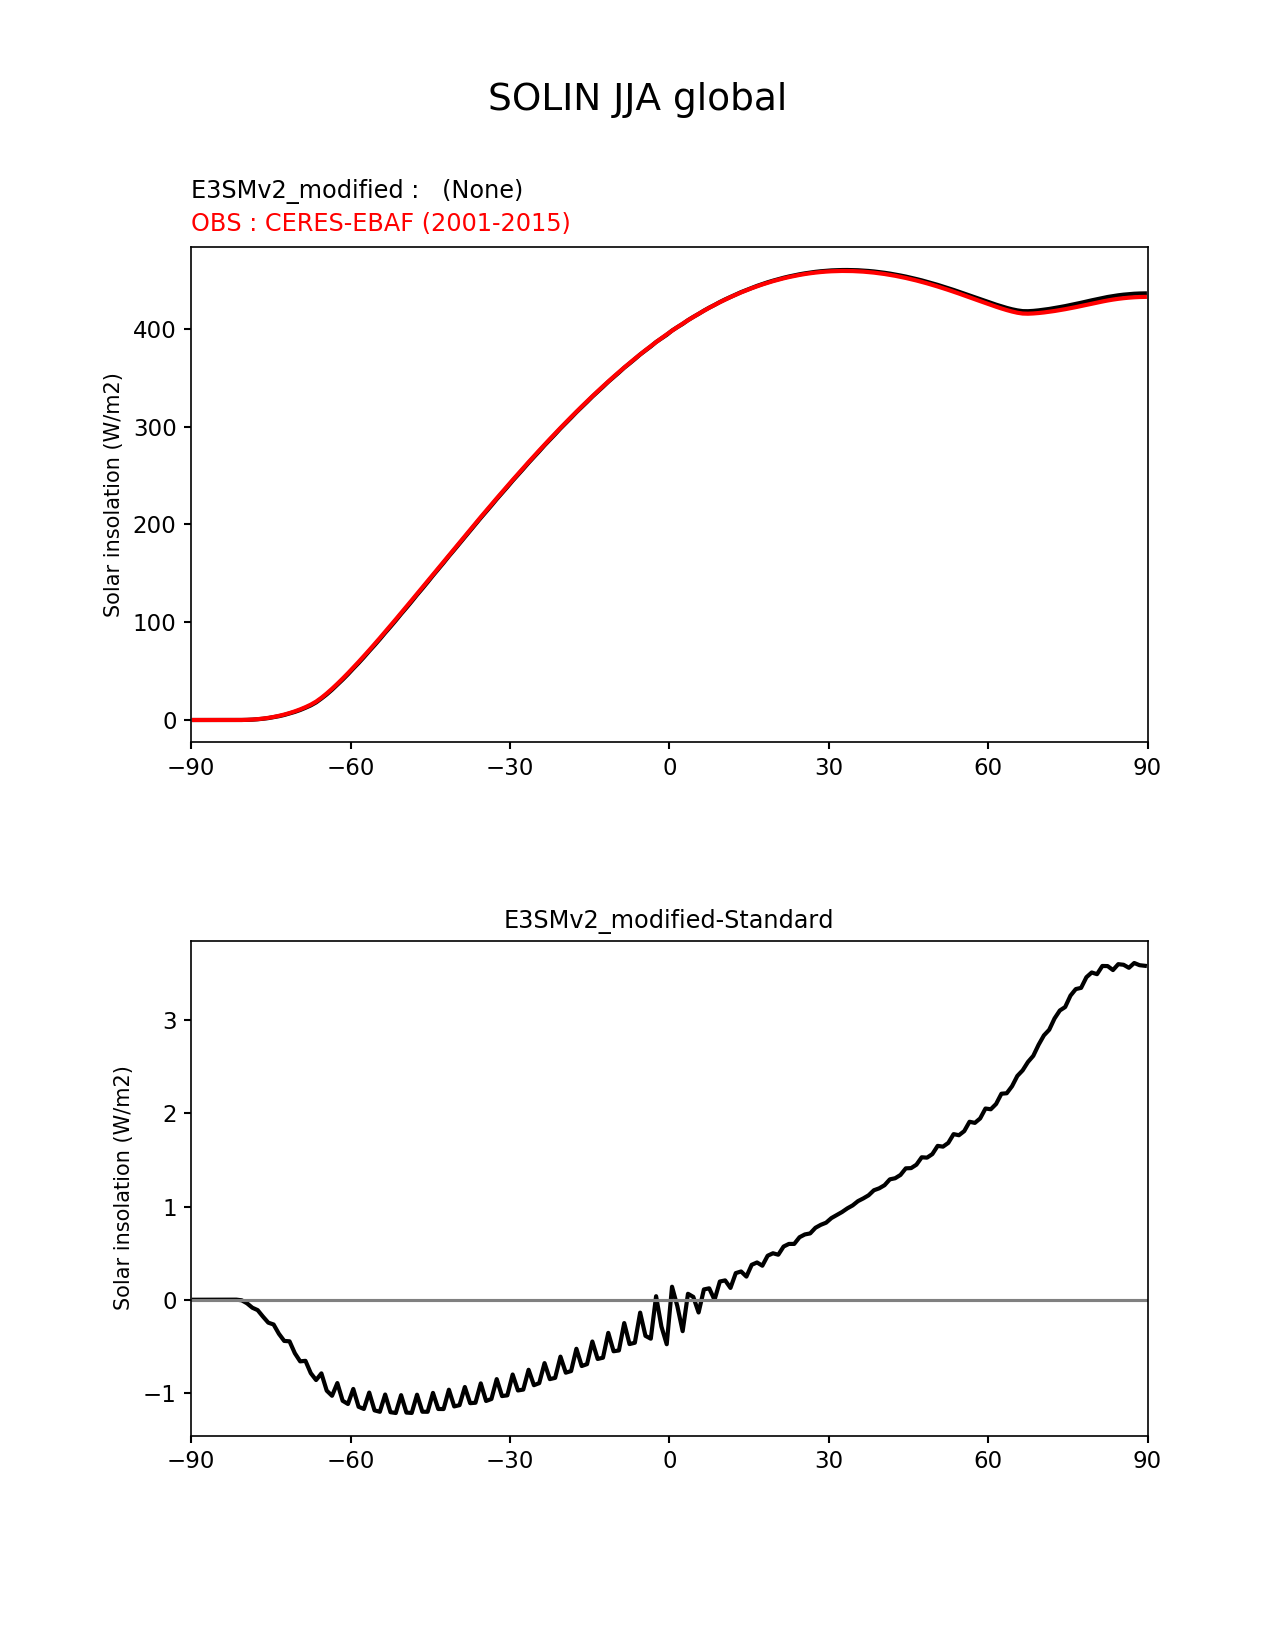 SOLIN JJA global
E3SMv2_modified :   (None)
OBS : CERES-EBAF (2001-2015)
Solar insolation (W/m2)
400
300
200
100
0
−90 −60 −30 0 30 60 90
E3SMv2_modified-Standard
Solar insolation (W/m2)
3
2
1
0
−1
−90 −60 −30 0 30 60 90